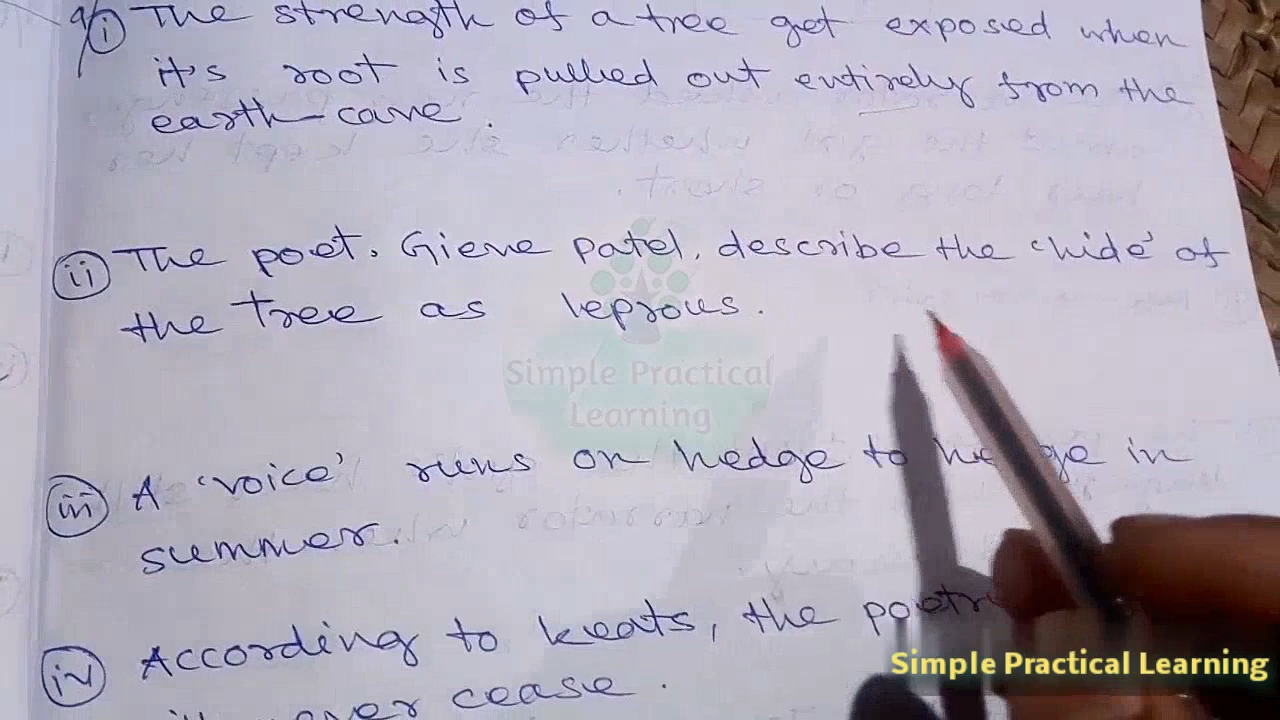 i The strength of a tree get exposed when
it's root is pulled out entirely from the
earth-cave.
ii The poet, Gieve patel, describe the 'hide' of
the tree as leprous.
Simple Practical
Learning
iii A 'voice' runs on hedge to hedge in
summer.
iv According to keats, the
Simple Practical Learning
never cease.